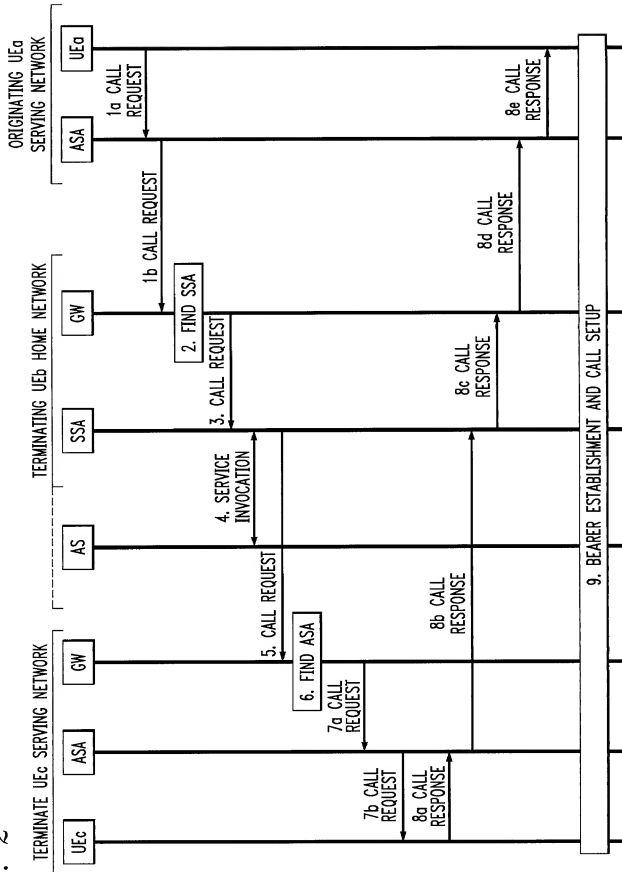 . 2
TERMINATE UEc SERVING NETWORK
TERMINATING UEb HOME NETWORK
ORIGINATING UEa
SERVING NETWORK
UEc
ASA
GW
AS
SSA
GW
ASA
UEa
1a CALL
REQUEST
1b CALL REQUEST
2. FIND SSA
3. CALL REQUEST
4. SERVICE
INVOCATION
5. CALL REQUEST
6. FIND ASA
7a CALL
REQUEST
7b CALL
REQUEST
8a CALL
RESPONSE
8b CALL
RESPONSE
8c CALL
RESPONSE
8d CALL
RESPONSE
8e CALL
RESPONSE
9. BEARER ESTABLISHMENT AND CALL SETUP